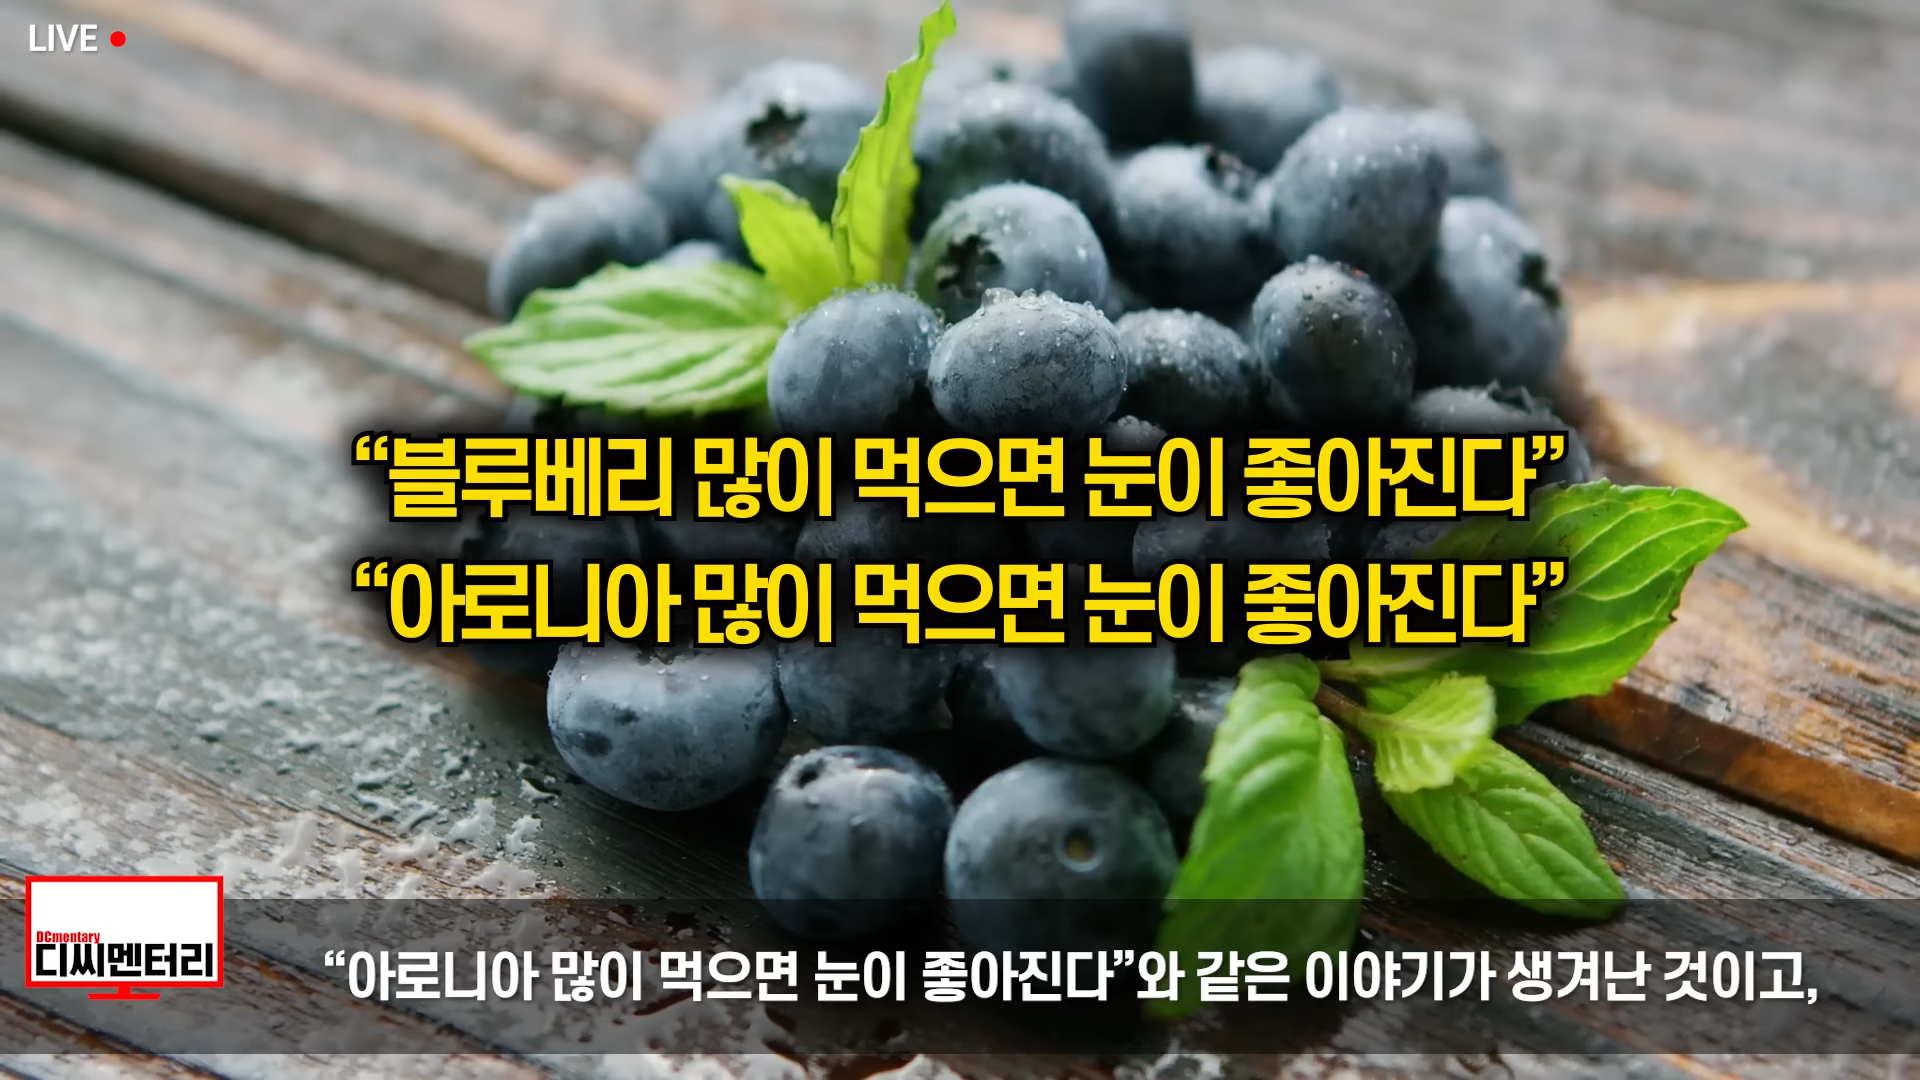 LIVE
“블루베리 많이 먹으면 눈이 좋아진다”
“아로니아 많이 먹으면 눈이 좋아진다”
DCmentary
디씨멘터리
“아로니아 많이 먹으면 눈이 좋아진다”와 같은 이야기가 생겨난 것이고,